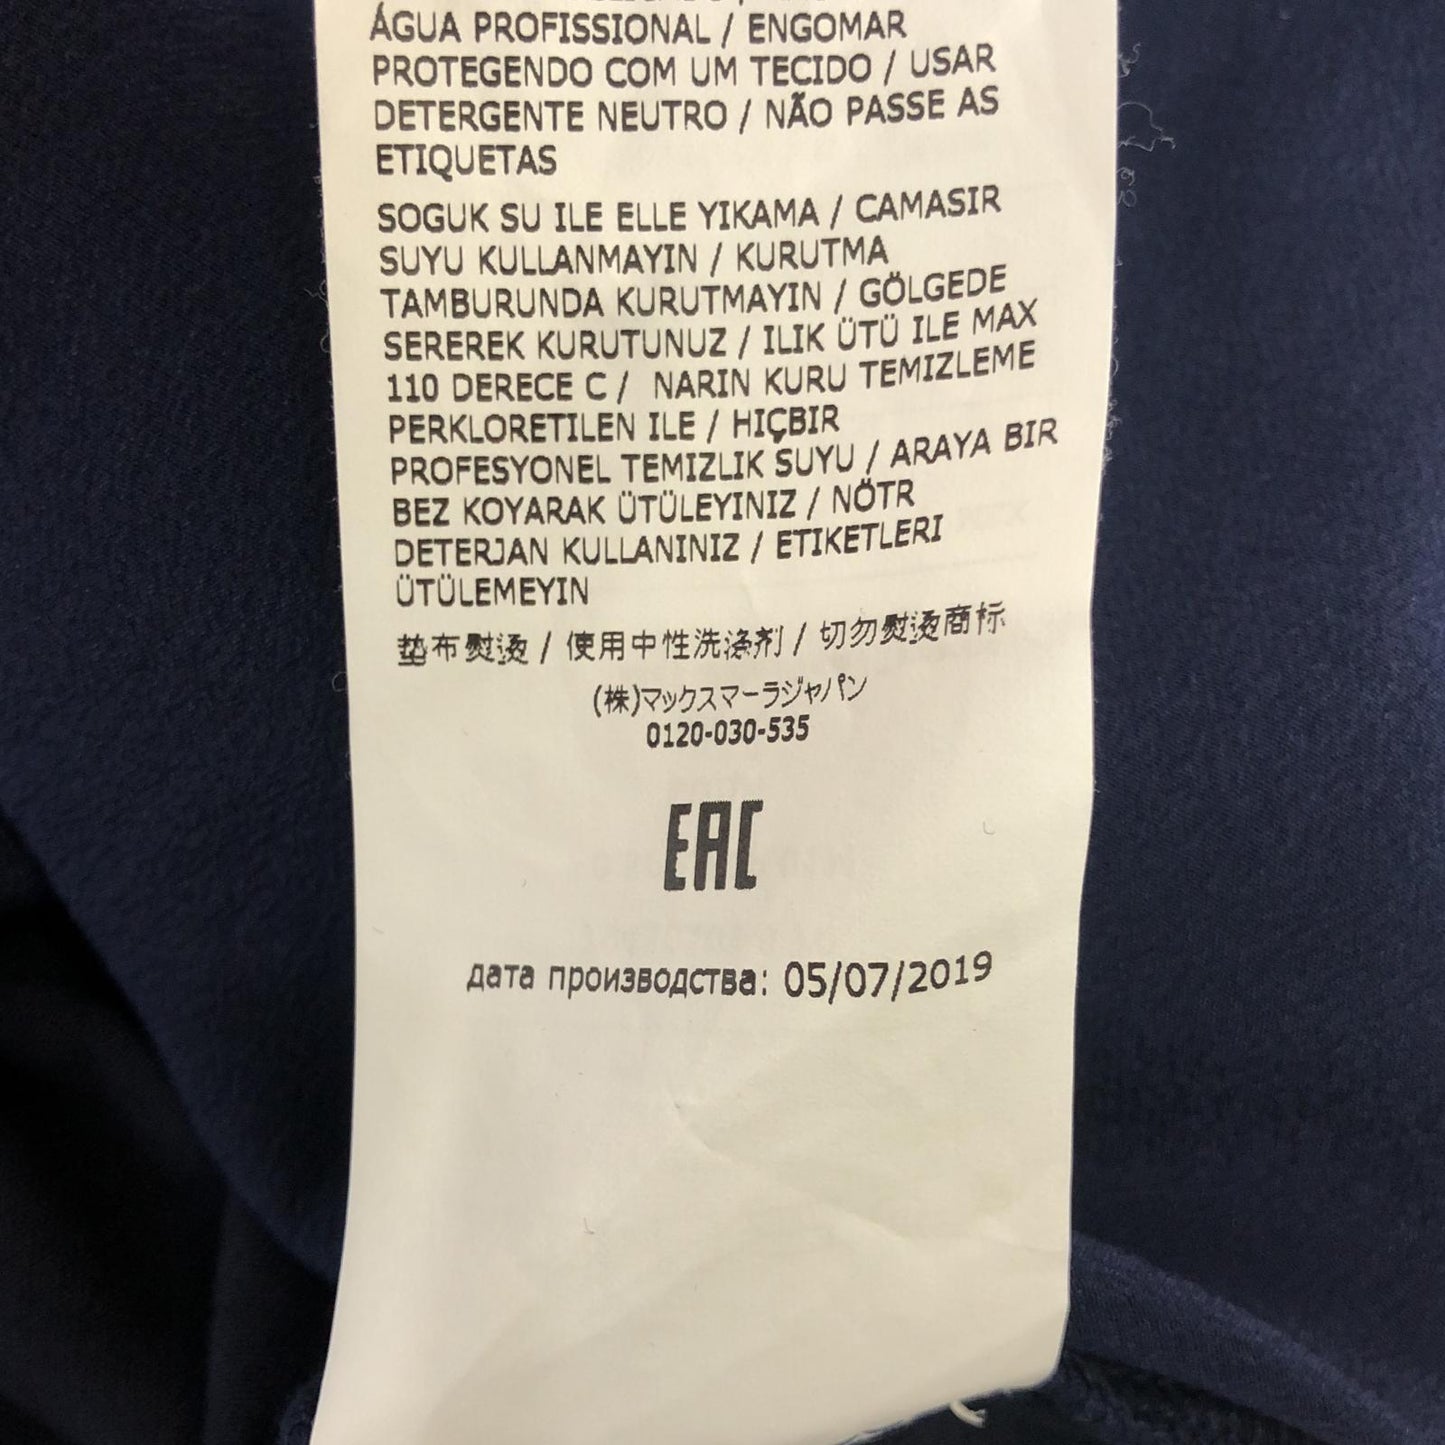 ÁGUA PROFISSIONAL / ENGOMAR
PROTEGENDO COM UM TECIDO / USAR
DETERGENTE NEUTRO / NÃO PASSE AS
ETIQUETAS
SOGUK SU ILE ELLE YIKAMA / CAMASIR
SUYU KULLANMAYIN / KURUTMA
TAMBURUNDA KURUTMAYIN / GÖLGEDE
SEREREK KURUTUNUZ / ILIK ÜTÜ ILE MAX
110 DERECE C / NARIN KURU TEMIZLEME
PERKLORETILEN ILE / HIÇBIR
PROFESYONEL TEMIZLIK SUYU / ARAYA BIR
BEZ KOYARAK ÜTÜLEYINIZ / NÖTR
DETERJAN KULLANINIZ / ETIKETLERI
ÜTÜLEMEYIN
垫布熨烫 / 使用中性洗涤剂 / 切勿熨烫商标
(株)マックスマーラジャパン
0120-030-535
EAC
дата производства: 05/07/2019